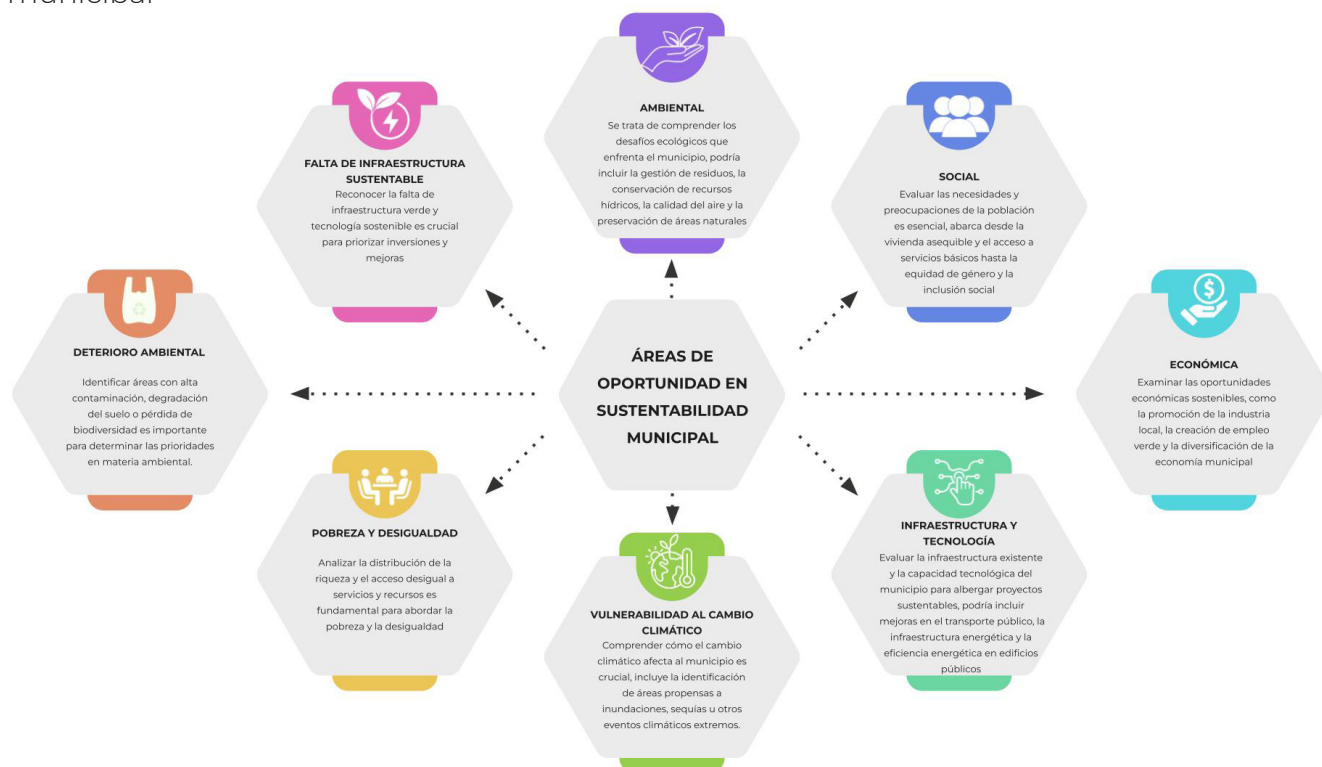 municipal
AMBIENTAL
Se trata de comprender los
desafíos ecológicos que
enfrenta el municipio, podría
incluir la gestión de residuos, la
conservación de recursos
hídricos, la calidad del aire y la
preservación de áreas naturales
FALTA DE INFRAESTRUCTURA
SUSTENTABLE
Reconocer la falta de
infraestructura verde y
tecnología sostenible es crucial
para priorizar inversiones y
mejoras
SOCIAL
Evaluar las necesidades y
preocupaciones de la población
es esencial, abarca desde la
vivienda asequible y el acceso a
servicios básicos hasta la
equidad de género y la
inclusión social
DETERIORO AMBIENTAL
Identificar áreas con alta
contaminación, degradación
del suelo o pérdida de
biodiversidad es importante
para determinar las prioridades
en materia ambiental.
ÁREAS DE
OPORTUNIDAD EN
SUSTENTABILIDAD
MUNICIPAL
$
ECONÓMICA
Examinar las oportunidades
económicas sostenibles, como
la promoción de la industria
local, la creación de empleo
verde y la diversificación de la
economía municipal
POBREZA Y DESIGUALDAD
Analizar la distribución de la
riqueza y el acceso desigual a
servicios y recursos es
fundamental para abordar la
pobreza y la desigualdad
VULNERABILIDAD AL CAMBIO
CLIMÁTICO
Comprender cómo el cambio
climático afecta al municipio es
crucial, incluye la identificación
de áreas propensas a
inundaciones, sequías u otros
eventos climáticos extremos.
INFRAESTRUCTURA Y
TECNOLOGÍA
Evaluar la infraestructura existente
y la capacidad tecnológica del
municipio para albergar proyectos
sustentables, podría incluir
mejoras en el transporte público, la
infraestructura energética y la
eficiencia energética en edificios
públicos